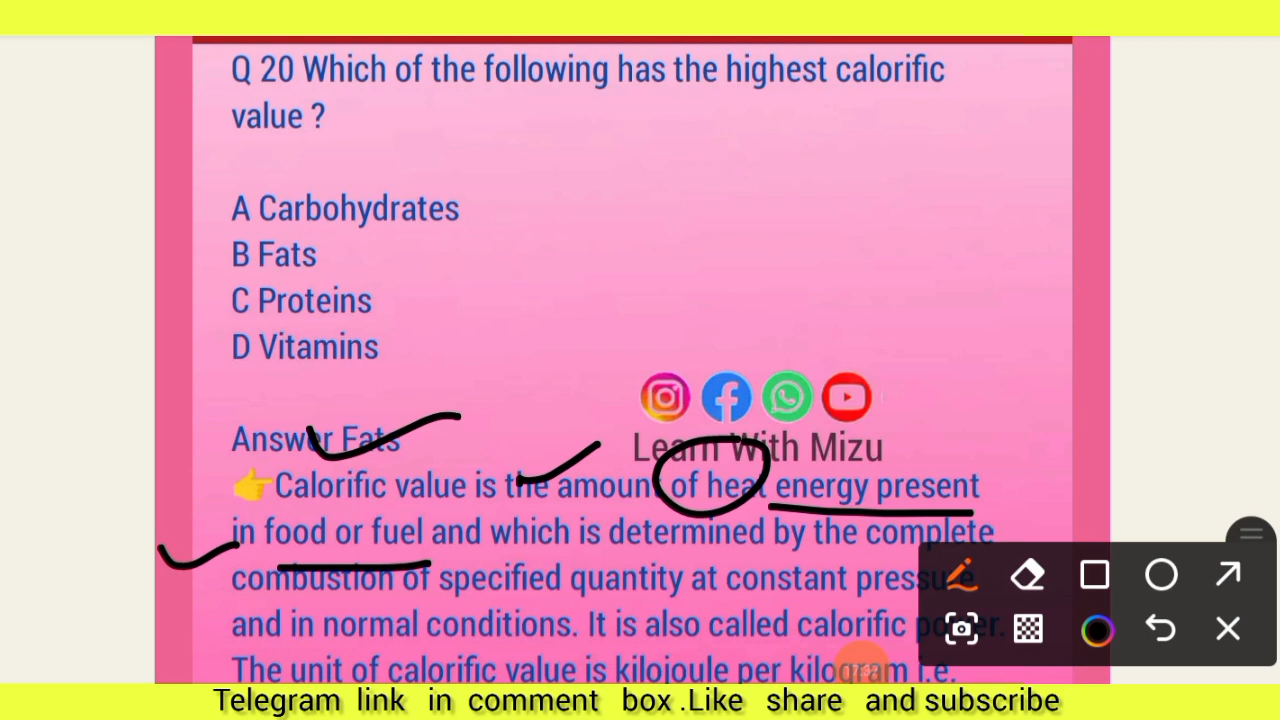 Q 20 Which of the following has the highest calorific
value ?
A Carbohydrates
B Fats
C Proteins
D Vitamins
Answer Fats
Learn With Mizu
👉Calorific value is the amount of heat energy present
in food or fuel and which is determined by the complete
combustion of specified quantity at constant pressure
and in normal conditions. It is also called calorific power.
The unit of calorific value is kilojoule per kilogram i.e.
Telegram link in comment box .Like share and subscribe